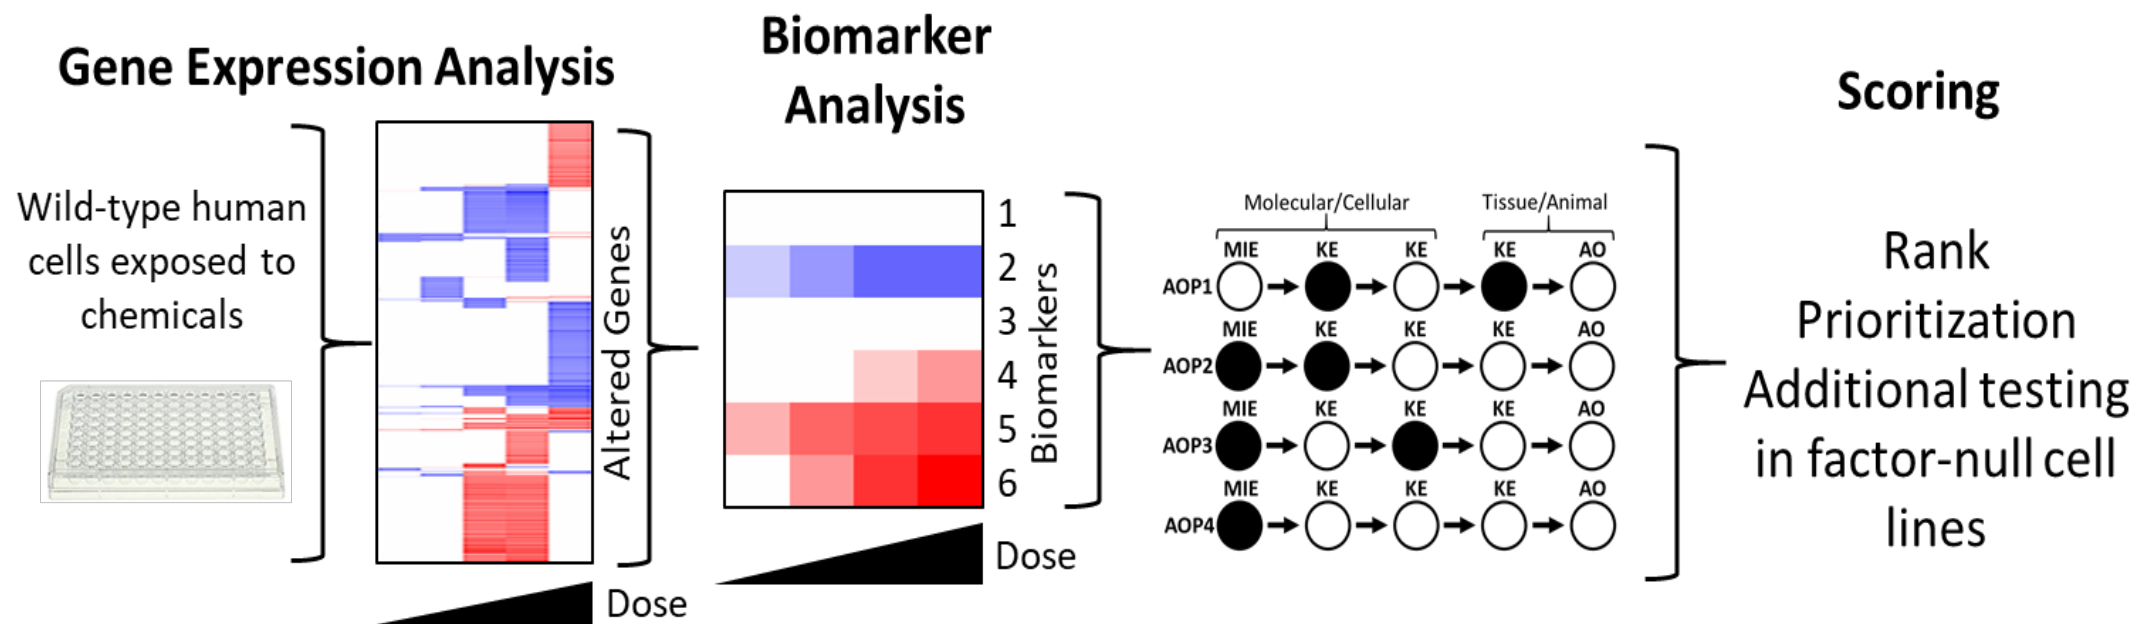 Gene Expression Analysis
Wild-type human
cells exposed to
chemicals
Altered Genes
Dose
Biomarker
Analysis
1
2
3
4
5
6
Biomarkers
Dose
Molecular/Cellular
Tissue/Animal
MIE KE KE KE AO
AOP1
MIE KE KE KE AO
AOP2
MIE KE KE KE AO
AOP3
MIE KE KE KE AO
AOP4
Scoring
Rank
Prioritization
Additional testing
in factor-null cell
lines